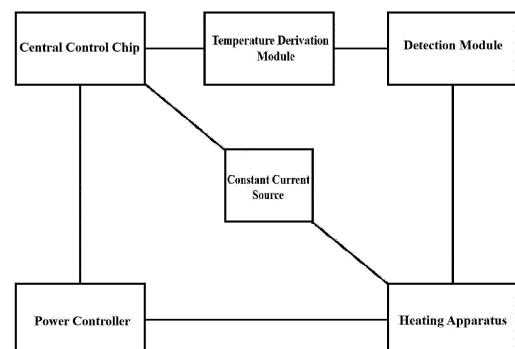 Central Control Chip
Temperature Derivation
Module
Detection Module
Constant Current
Source
Power Controller
Heating Apparatus